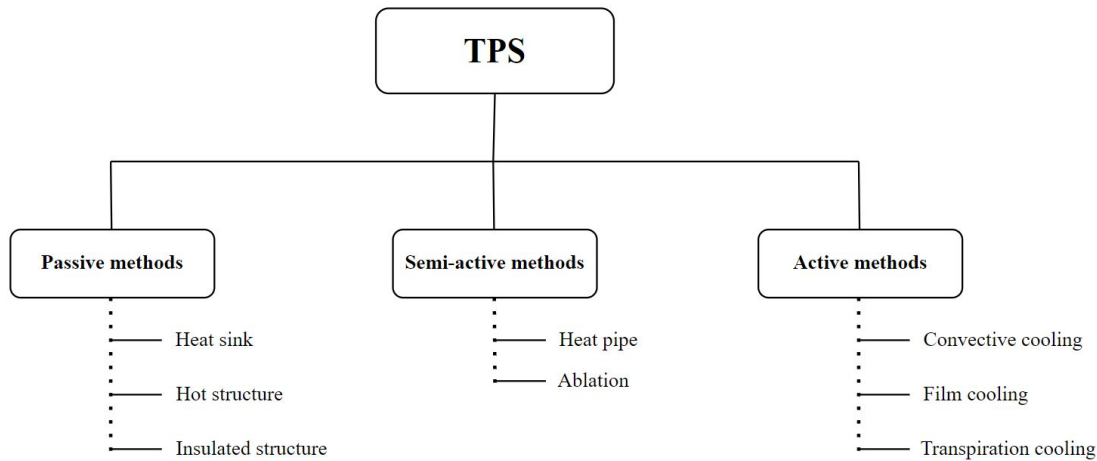 TPS
Passive methods
Heat sink
Hot structure
Insulated structure
Semi-active methods
Heat pipe
Ablation
Active methods
Convective cooling
Film cooling
Transpiration cooling